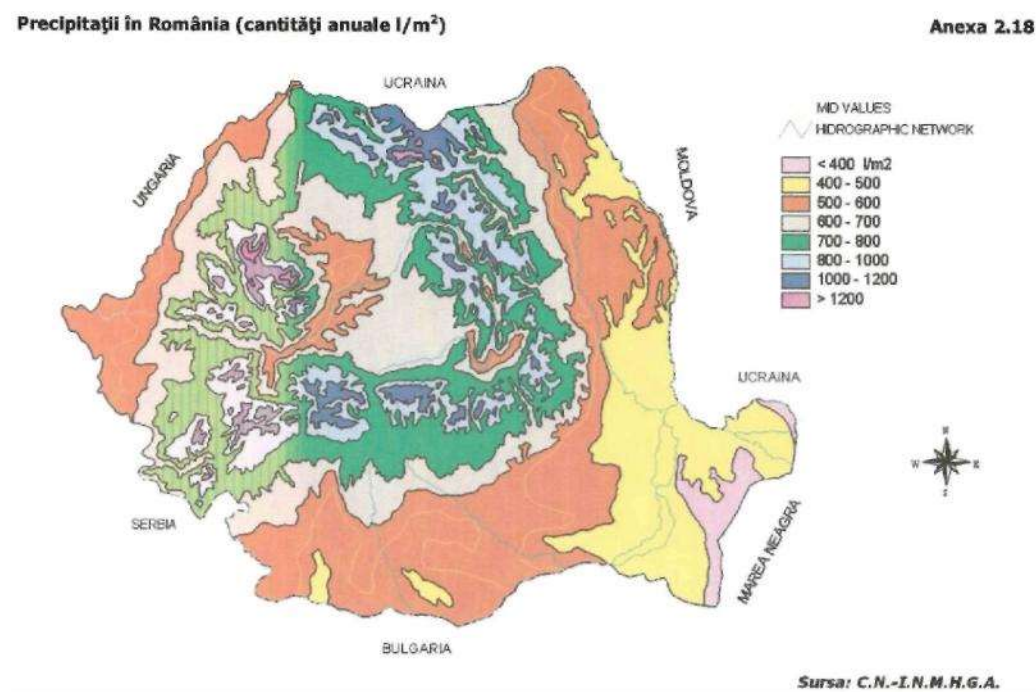 Precipitaţii în România (cantităţi anuale l/m²)
Anexa 2.18
UCRAINA
MID VALUES
HIDROGRAPHIC NETWORK
UNGARIA
MOLDOVA
< 400 l/m2
400 - 500
500 - 600
600 - 700
700 - 800
800 - 1000
1000 - 1200
> 1200
UCRAINA
N
W
E
S
SERBIA
MAREA NEAGRA
BULGARIA
Sursa: C.N.-I.N.M.H.G.A.